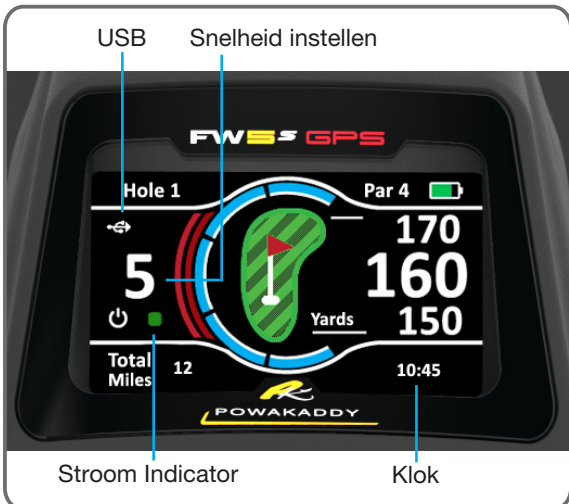 USB Snelheid instellen
FW5s GPS
Hole 1 Par 4
170
5 160
Yards 150
Total Miles 12 10:45
POWAKADDY
Stroom Indicator Klok